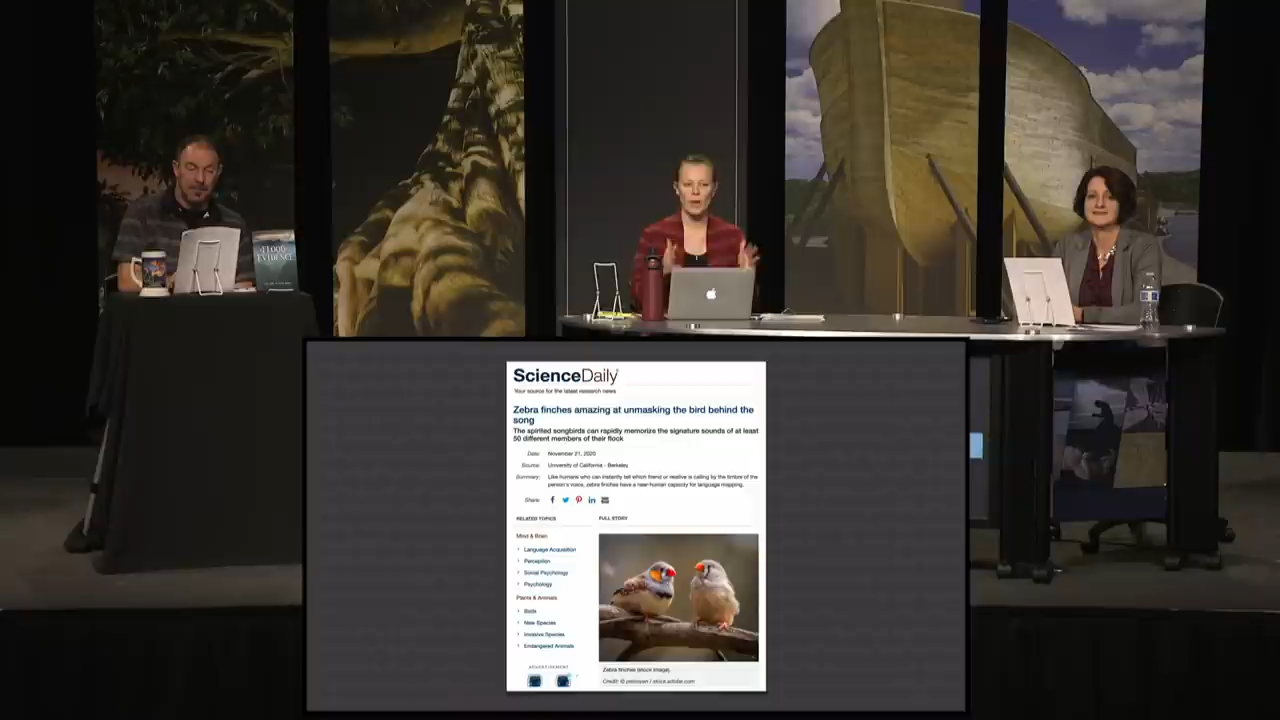 FLOOD
EVIDENCE
ScienceDaily
Your source for the latest research news
Zebra finches amazing at unmasking the bird behind the
song
The spirited songbirds can rapidly memorize the signature sounds of at least
50 different members of their flock
Date: November 21, 2020
Source: University of California - Berkeley
Summary: Like humans who can instantly tell which friend or relative is calling by the timbre of the
person's voice, zebra finches have a near-human capacity for language mapping.
Share:
RELATED TOPICS
FULL STORY
Mind & Brain
Language Acquisition
Perception
Social Psychology
Psychology
Plants & Animals
Birds
New Species
Invasive Species
Endangered Animals
ADVERTISEMENT
Zebra finches (stock image).
Credit: © / stock.adobe.com